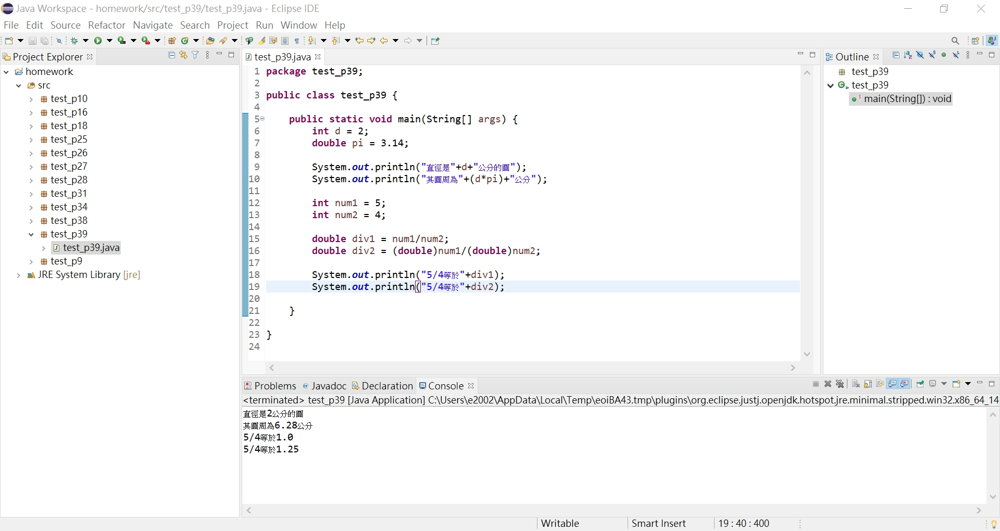 Java Workspace - homework/src/test_p39/test_p39.java - Eclipse IDE
File Edit Source Refactor Navigate Search Project Run Window Help
Project Explorer
homework
src
test_p10
test_p16
test_p18
test_p25
test_p26
test_p27
test_p28
test_p31
test_p34
test_p38
test_p39
test_p39.java
test_p9
JRE System Library [jre]
test_p39.java
1 package test_p39;
2
3 public class test_p39 {
4
5 public static void main(String[] args) {
6 int d = 2;
7 double pi = 3.14;
8
9 System.out.println("直徑是"+d+"公分的圓");
10 System.out.println("其圓周為"+(d*pi)+"公分");
11
12 int num1 = 5;
13 int num2 = 4;
14
15 double div1 = num1/num2;
16 double div2 = (double)num1/(double)num2;
17
18 System.out.println("5/4等於"+div1);
19 System.out.println("5/4等於"+div2);
20
21 }
22
23 }
24
Outline
test_p39
test_p39
main(String[]) : void
Problems @ Javadoc Declaration Console
<terminated> test_p39 [Java Application] C:\Users\e2002\AppData\Local\Temp\eoiBA43.tmp\plugins\org.eclipse.justj.openjdk.hotspot.jre.minimal.stripped.win32.x86_64_14
直徑是2公分的圓
其圓周為6.28公分
5/4等於1.0
5/4等於1.25
Writable Smart Insert 19 : 40 : 400